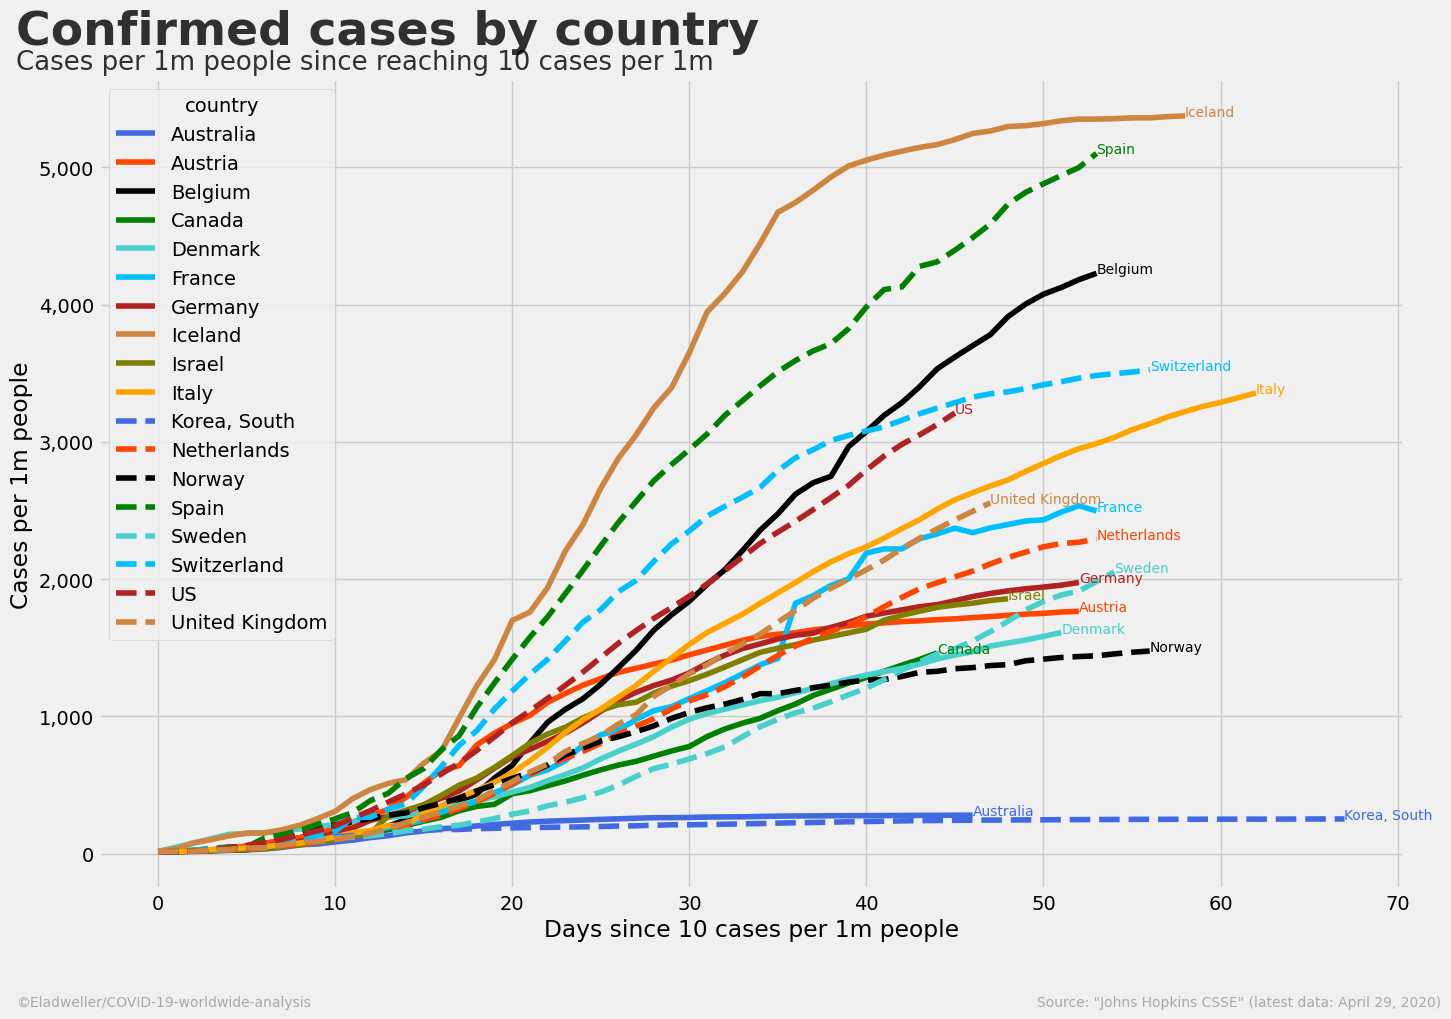 Confirmed cases by country
Cases per 1m people since reaching 10 cases per 1m
country
Australia
Austria
Belgium
Canada
Denmark
France
Germany
Iceland
Israel
Italy
Korea, South
Netherlands
Norway
Spain
Sweden
Switzerland
US
United Kingdom
Cases per 1m people
5,000
4,000
3,000
2,000
1,000
0
Iceland
Spain
Belgium
Switzerland
Italy
US
United Kingdom
France
Netherlands
Sweden
Germany
Israel
Austria
Denmark
Canada
Norway
Australia
Korea, South
0 10 20 30 40 50 60 70
Days since 10 cases per 1m people
©Eladweller/COVID-19-worldwide-analysis
Source: "Johns Hopkins CSSE" (latest data: April 29, 2020)